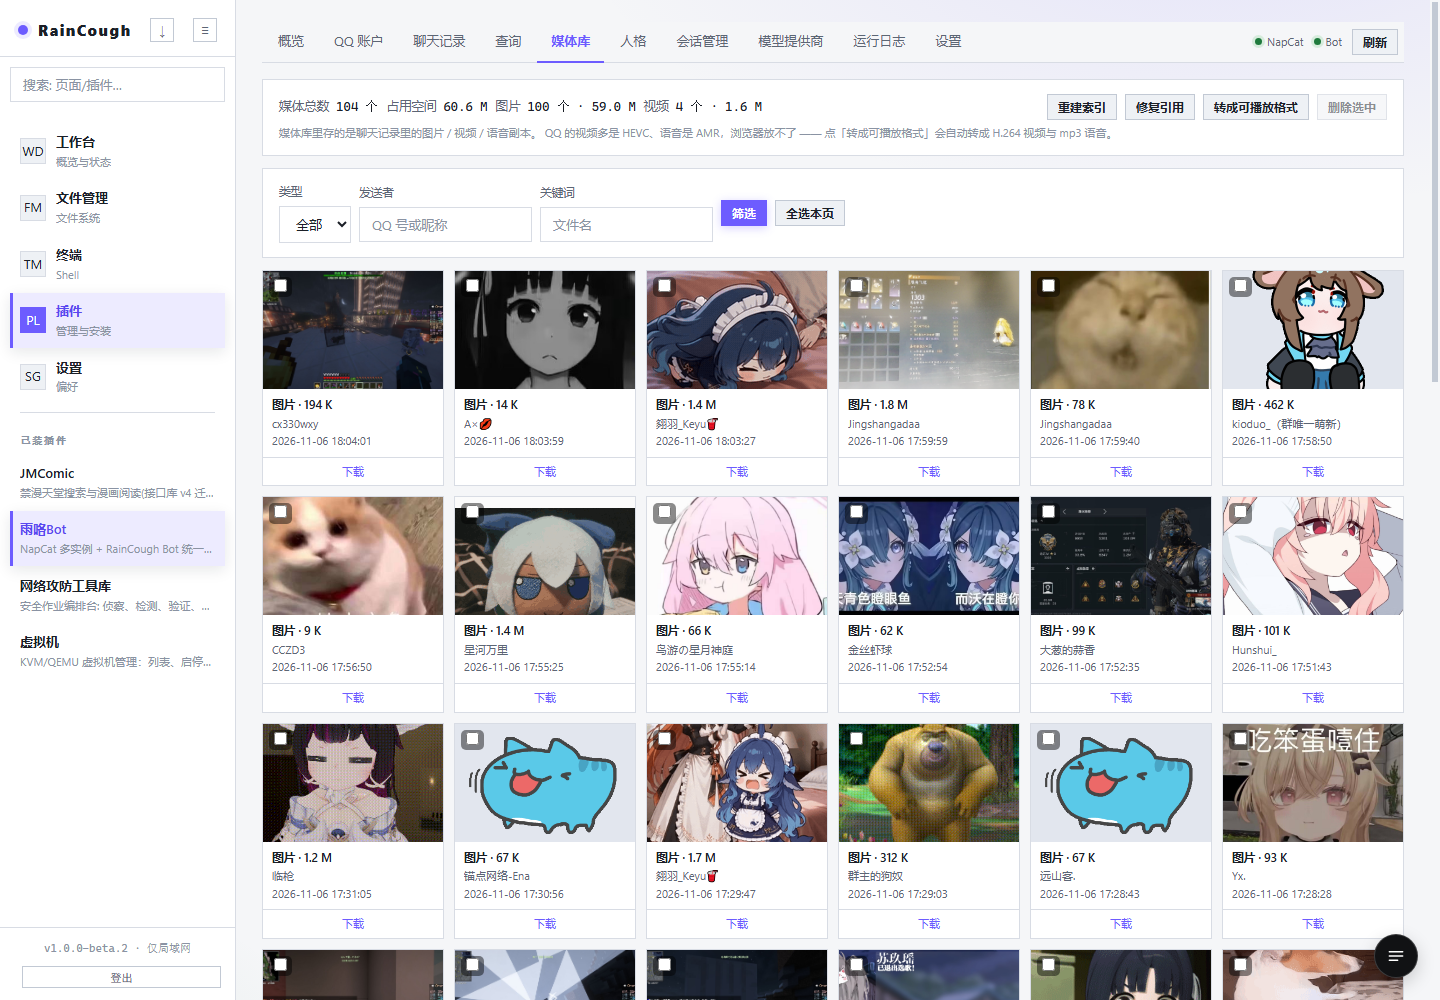 RainCough
↓
≡
搜索: 页面/插件...
WD
工作台
概览与状态
FM
文件管理
文件系统
TM
终端
Shell
PL
插件
管理与安装
SG
设置
偏好
已装插件
JMComic
禁漫天堂搜索与漫画阅读(接口库 v4 迁...
雨咯Bot
NapCat 多实例 + RainCough Bot 统一...
网络攻防工具库
安全作业编排台: 侦察、检测、验证、...
虚拟机
KVM/QEMU 虚拟机管理：列表、启停...
v1.0.0-beta.2 · 仅局域网
登出
概览 QQ 账户 聊天记录 查询 媒体库 人格 会话管理 模型提供商 运行日志 设置
NapCat Bot 刷新
媒体总数 104 个 占用空间 60.6 M 图片 100 个 · 59.0 M 视频 4 个 · 1.6 M
重建索引 修复引用 转成可播放格式 删除选中
媒体库里存的是聊天记录里的图片 / 视频 / 语音副本。 QQ 的视频多是 HEVC、语音是 AMR，浏览器放不了 —— 点「转成可播放格式」会自动转成 H.264 视频与 mp3 语音。
类型 发送者 关键词
全部 QQ 号或昵称 文件名 筛选 全选本页
图片 · 194 K
cx330wxy
2026-11-06 18:04:01
下载
图片 · 14 K
A×💋
2026-11-06 18:03:59
下载
图片 · 1.4 M
翙羽_Keyu🥤
2026-11-06 18:03:27
下载
图片 · 1.8 M
Jingshangadaa
2026-11-06 17:59:59
下载
图片 · 78 K
Jingshangadaa
2026-11-06 17:59:40
下载
图片 · 462 K
kioduo_（群唯一萌新）
2026-11-06 17:58:50
下载
图片 · 9 K
CCZD3
2026-11-06 17:56:50
下载
图片 · 1.4 M
星河万里
2026-11-06 17:55:25
下载
图片 · 66 K
鸟游の星月神庭
2026-11-06 17:55:14
下载
天青色瞪眼鱼 而沃在瞪你
图片 · 62 K
金丝虾球
2026-11-06 17:52:54
下载
图片 · 99 K
大葱的蒜香
2026-11-06 17:52:35
下载
图片 · 101 K
Hunshui_
2026-11-06 17:51:43
下载
图片 · 1.2 M
临枪
2026-11-06 17:31:05
下载
图片 · 67 K
锚点网络-Ena
2026-11-06 17:30:56
下载
图片 · 1.7 M
翙羽_Keyu🥤
2026-11-06 17:29:47
下载
图片 · 312 K
群主的狗奴
2026-11-06 17:29:03
下载
图片 · 67 K
远山客.
2026-11-06 17:28:43
下载
吃笨蛋噎住
图片 · 93 K
Yx.
2026-11-06 17:28:28
下载
苏玖瑶
已退出流歌!